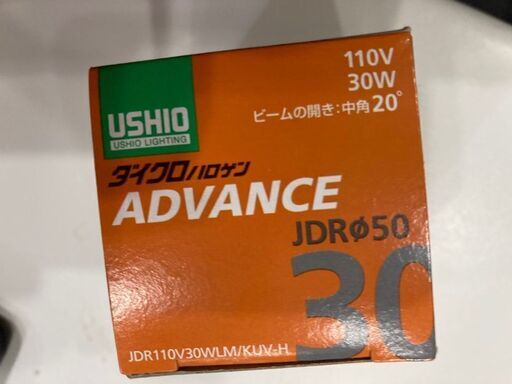 110V
30W
ビームの開き:中角20°
USHIO
USHIO LIGHTING
ダイクロハロゲン
ADVANCE
JDRφ50
30
JDR110V30WLM/KUV-H